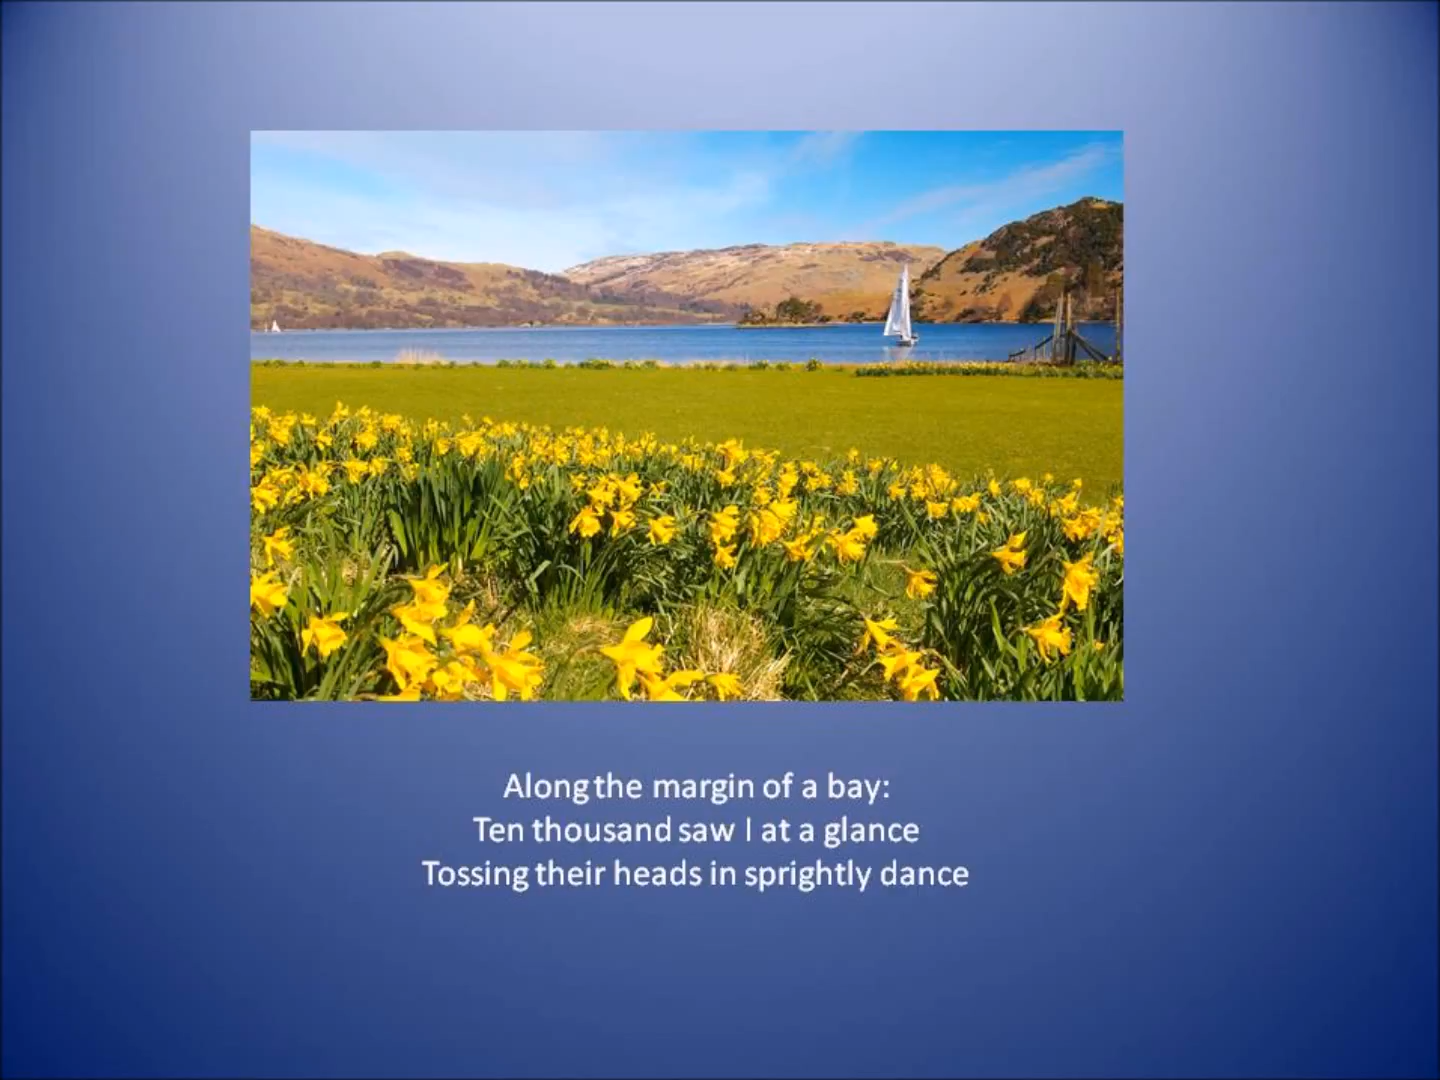 Along the margin of a bay:
Ten thousand saw I at a glance
Tossing their heads in sprightly dance